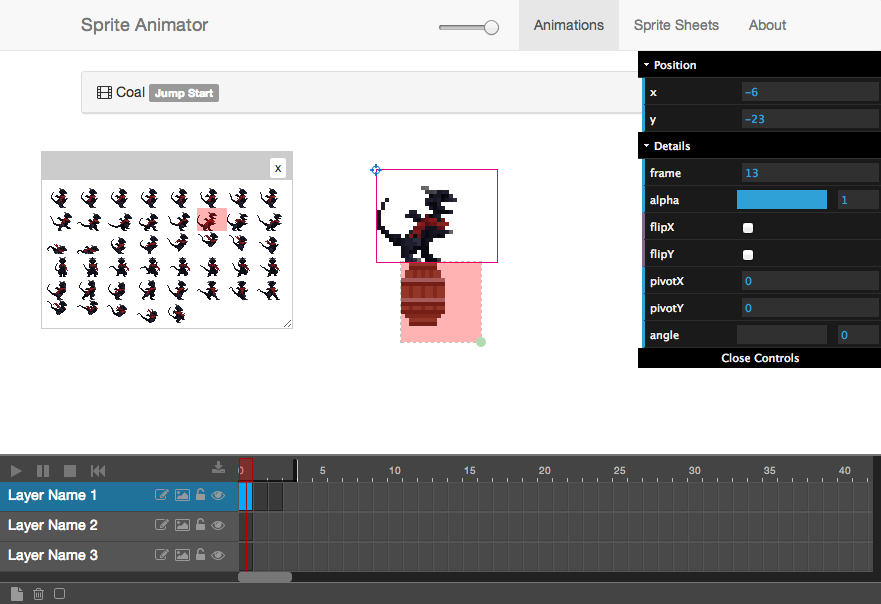 Sprite Animator
Animations
Sprite Sheets
About
Coal Jump Start
x
Position
x -6
y -23
Details
frame 13
alpha 1
flipX
flipY
pivotX 0
pivotY 0
angle 0
Close Controls
0 5 10 15 20 25 30 35 40
Layer Name 1
Layer Name 2
Layer Name 3